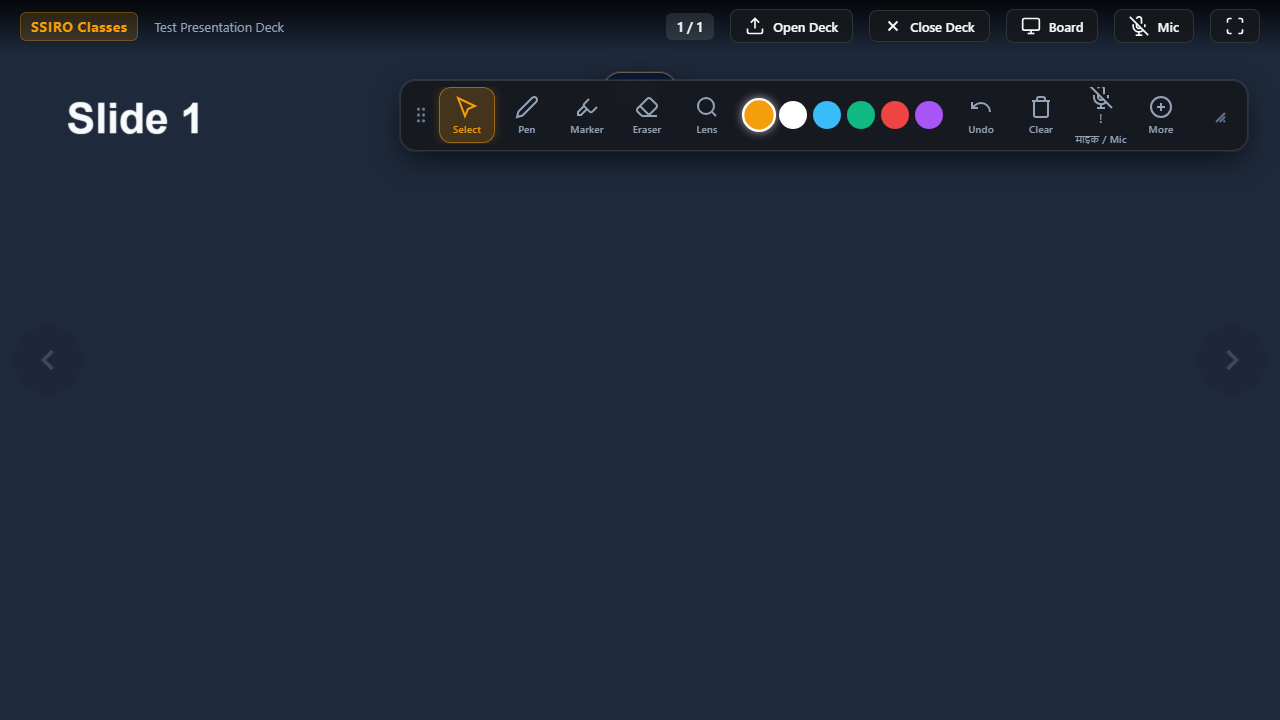 SSIRO Classes
Test Presentation Deck
1 / 1
Open Deck
Close Deck
Board
Mic
Slide 1
Select
Pen
Marker
Eraser
Lens
Undo
Clear
!
माइक / Mic
More